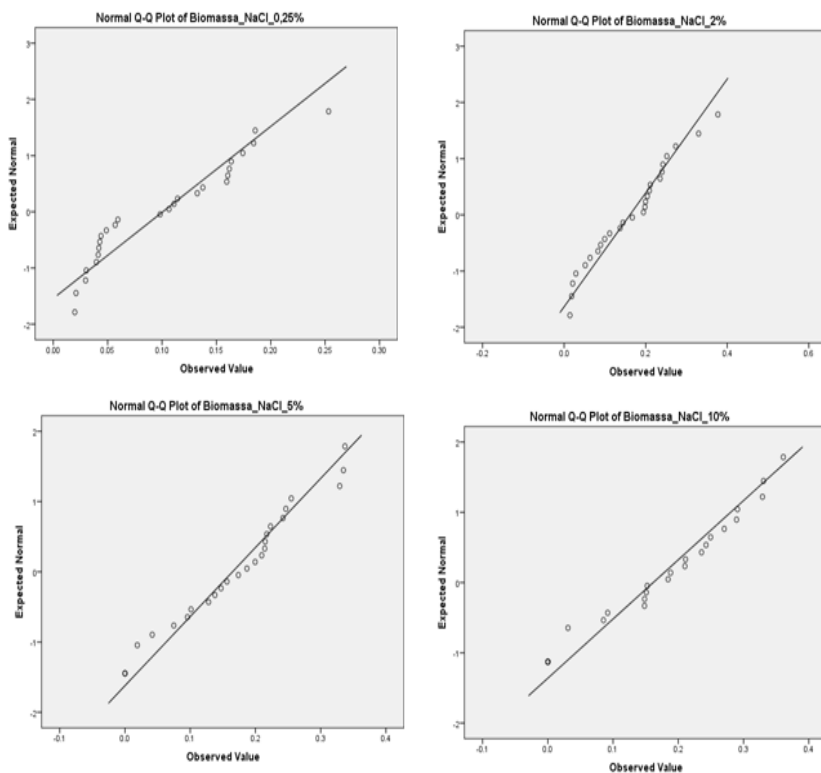 Normal Q-Q Plot of Biomassa_NaCl_0,25%
Expected Normal
3
2
1
0
-1
-2
0.00 0.05 0.10 0.15 0.20 0.25 0.30
Observed Value
Normal Q-Q Plot of Biomassa_NaCl_2%
Expected Normal
3
2
1
0
-1
-2
-0.2 0.0 0.2 0.4 0.6
Observed Value
Normal Q-Q Plot of Biomassa_NaCl_5%
Expected Normal
2
1
0
-1
-2
-0.1 0.0 0.1 0.2 0.3 0.4
Observed Value
Normal Q-Q Plot of Biomassa_NaCl_10%
Expected Normal
2
1
0
-1
-2
-0.1 0.0 0.1 0.2 0.3 0.4
Observed Value